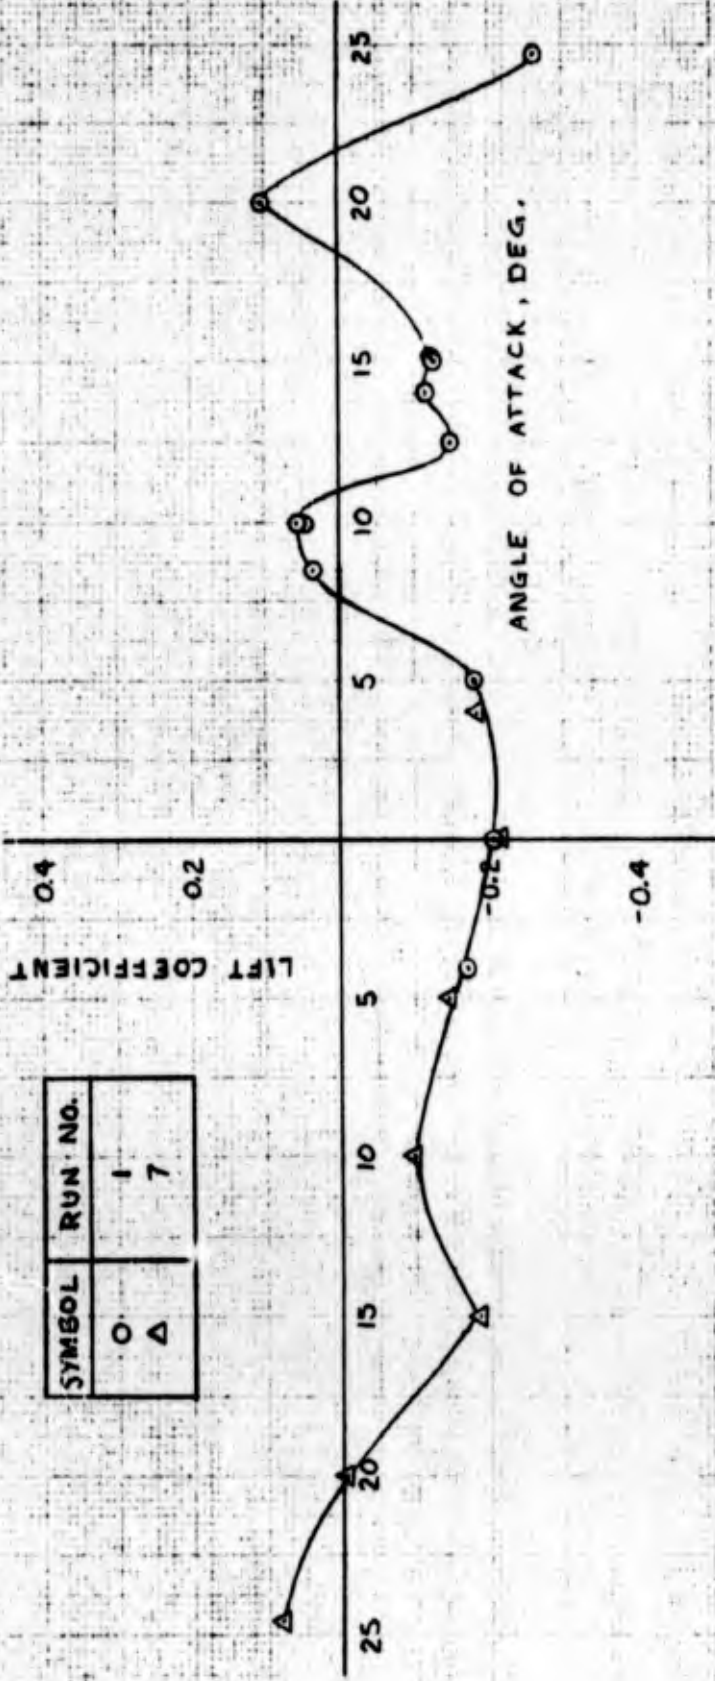 SYMBOL RUN NO.
O 1
Δ 7
LIFT COEFFICIENT
0.4
0.2
-0.2
-0.4
25 20 15 10 5 5 10 15 20 25
ANGLE OF ATTACK, DEG.